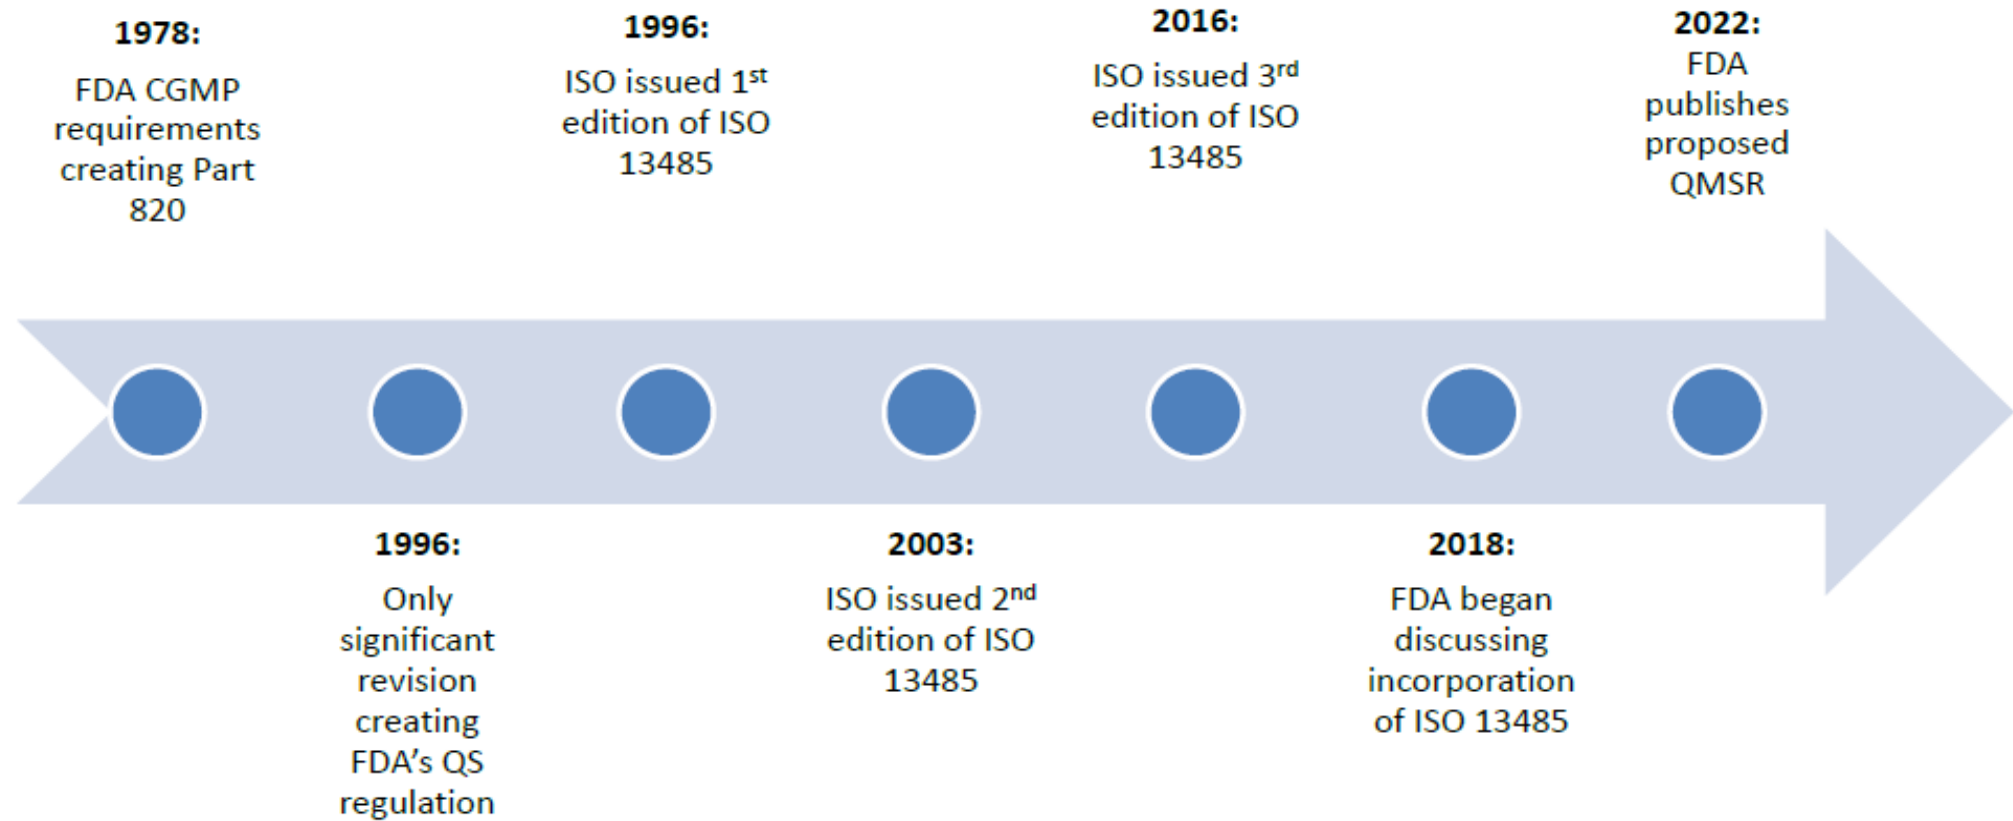 1978:
FDA CGMP
requirements
creating Part
820
1996:
Only
significant
revision
creating
FDA’s QS
regulation
1996:
ISO issued 1st
edition of ISO
13485
2003:
ISO issued 2nd
edition of ISO
13485
2016:
ISO issued 3rd
edition of ISO
13485
2018:
FDA began
discussing
incorporation
of ISO 13485
2022:
FDA
publishes
proposed
QMSR